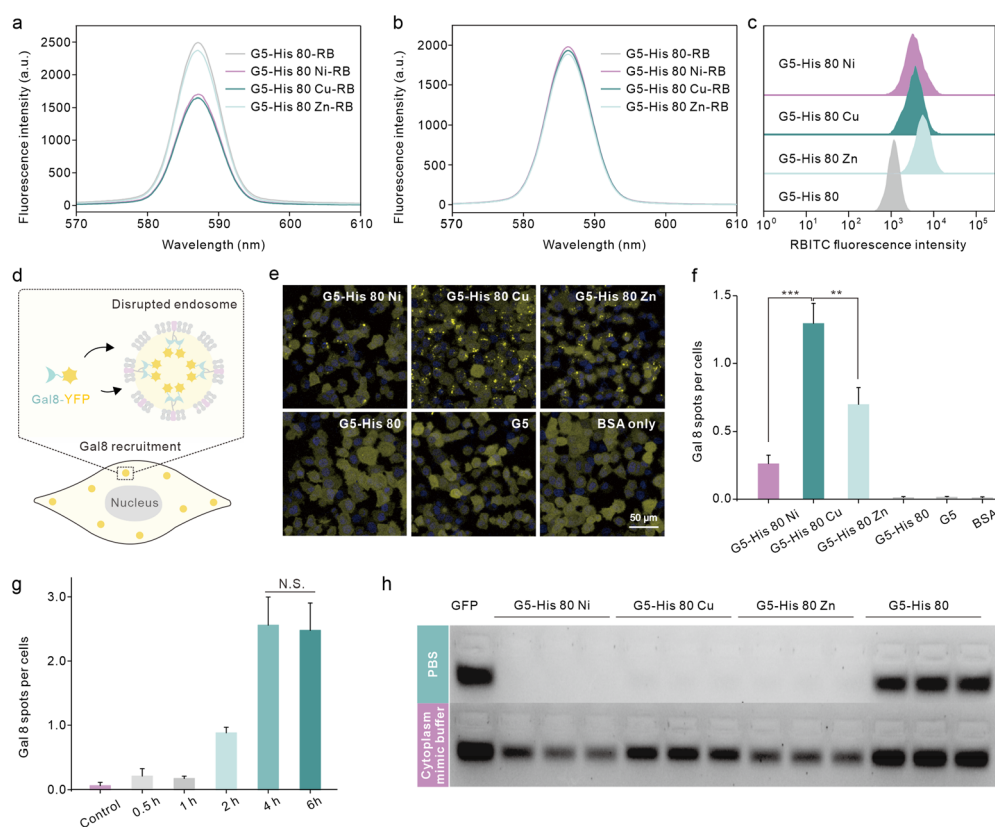 a
Fluorescence intensity (a.u.)
2500
2000
1500
1000
500
0
G5-His 80-RB
G5-His 80 Ni-RB
G5-His 80 Cu-RB
G5-His 80 Zn-RB
570 580 590 600 610
Wavelength (nm)
b
Fluorescence intensity (a.u.)
2000
1500
1000
500
0
G5-His 80-RB
G5-His 80 Ni-RB
G5-His 80 Cu-RB
G5-His 80 Zn-RB
570 580 590 600 610
Wavelength (nm)
c
G5-His 80 Ni
G5-His 80 Cu
G5-His 80 Zn
G5-His 80
10⁰ 10¹ 10² 10³ 10⁴ 10⁵
RBITC fluorescence intensity
d
Disrupted endosome
Gal8-YFP
Gal8 recruitment
Nucleus
e
G5-His 80 Ni G5-His 80 Cu G5-His 80 Zn
G5-His 80 G5 BSA only
50 μm
f
Gal 8 spots per cells
1.5
1.0
0.5
0.0
*** **
G5-His 80 Ni G5-His 80 Cu G5-His 80 Zn G5-His 80 G5 BSA
g
Gal 8 spots per cells
3.0
2.0
1.0
0.0
N.S.
Control 0.5 h 1 h 2 h 4 h 6h
h
GFP G5-His 80 Ni G5-His 80 Cu G5-His 80 Zn G5-His 80
PBS
Cytoplasm
mimic buffer